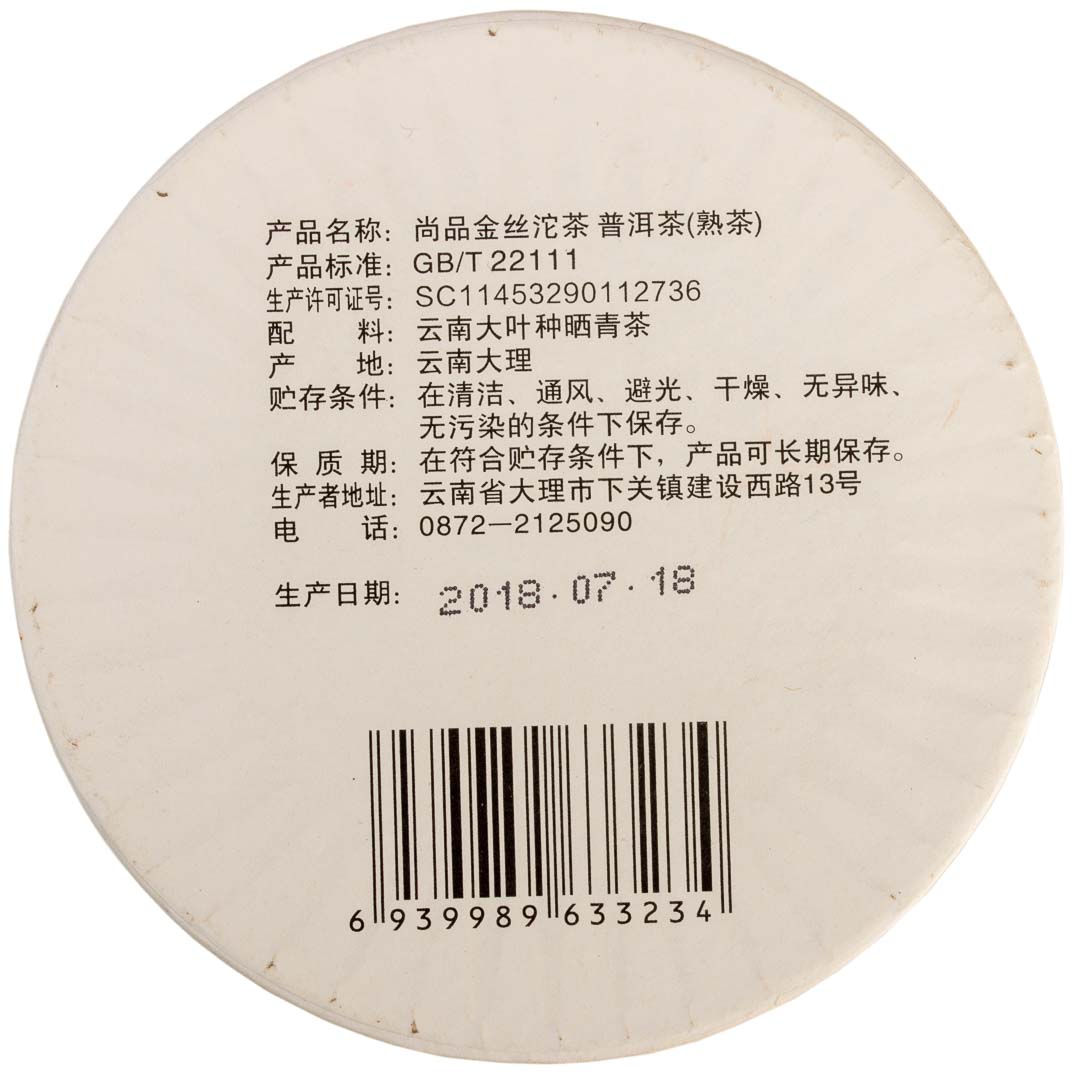 产品名称：尚品金丝沱茶 普洱茶(熟茶)
产品标准：GB/T 22111
生产许可证号：SC11453290112736
配　　料：云南大叶种晒青茶
产　　地：云南大理
贮存条件：在清洁、通风、避光、干燥、无异味、
无污染的条件下保存。
保 质 期：在符合贮存条件下，产品可长期保存。
生产者地址：云南省大理市下关镇建设西路13号
电　　话：0872—2125090
生产日期：2018.07.18
6 939989 633234